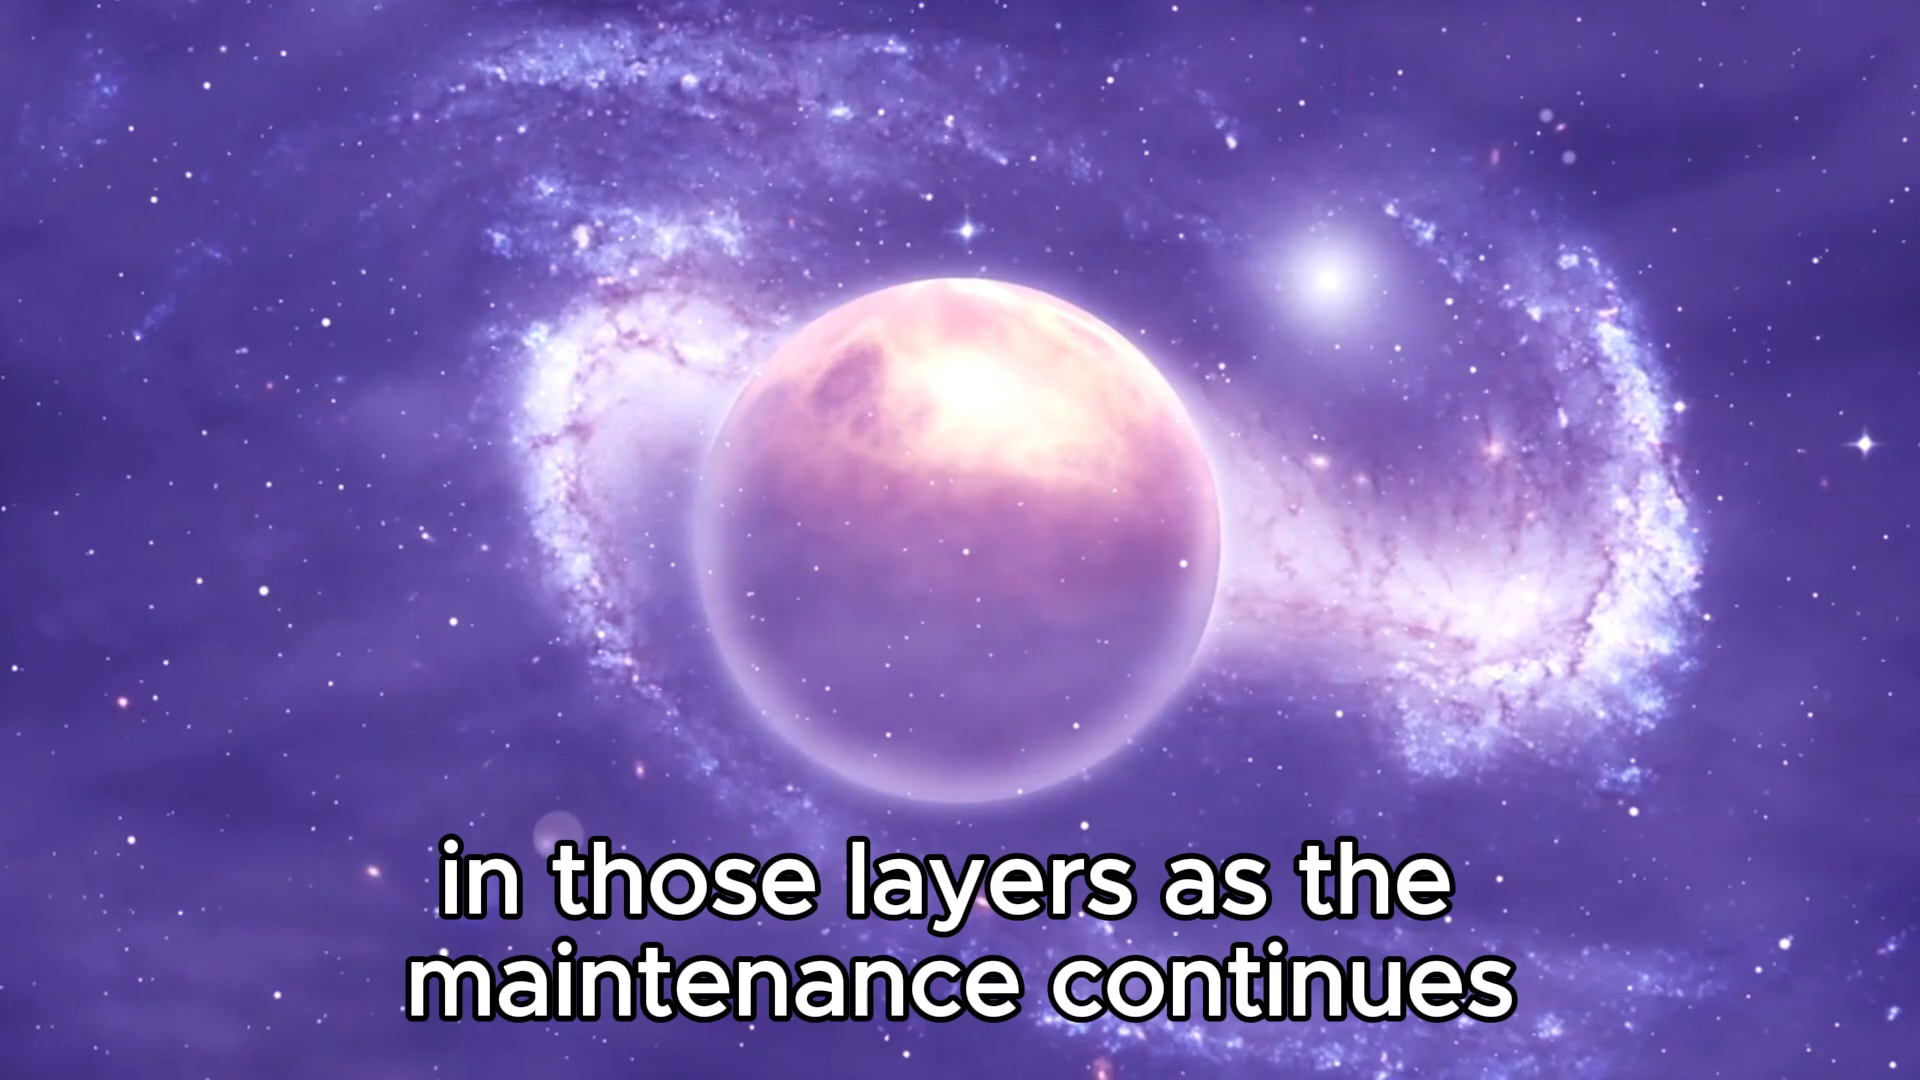 in those layers as the
maintenance continues